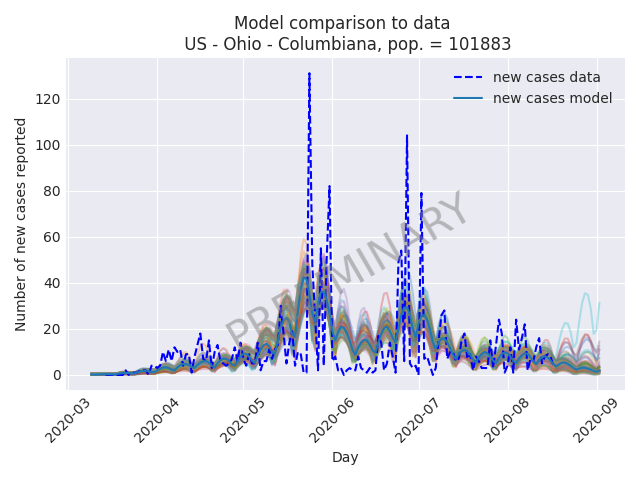 Model comparison to data
US - Ohio - Columbiana, pop. = 101883
new cases data
new cases model
Number of new cases reported
120
100
80
60
40
20
0
PRELIMINARY
2020-03
2020-04
2020-05
2020-06
2020-07
2020-08
2020-09
Day